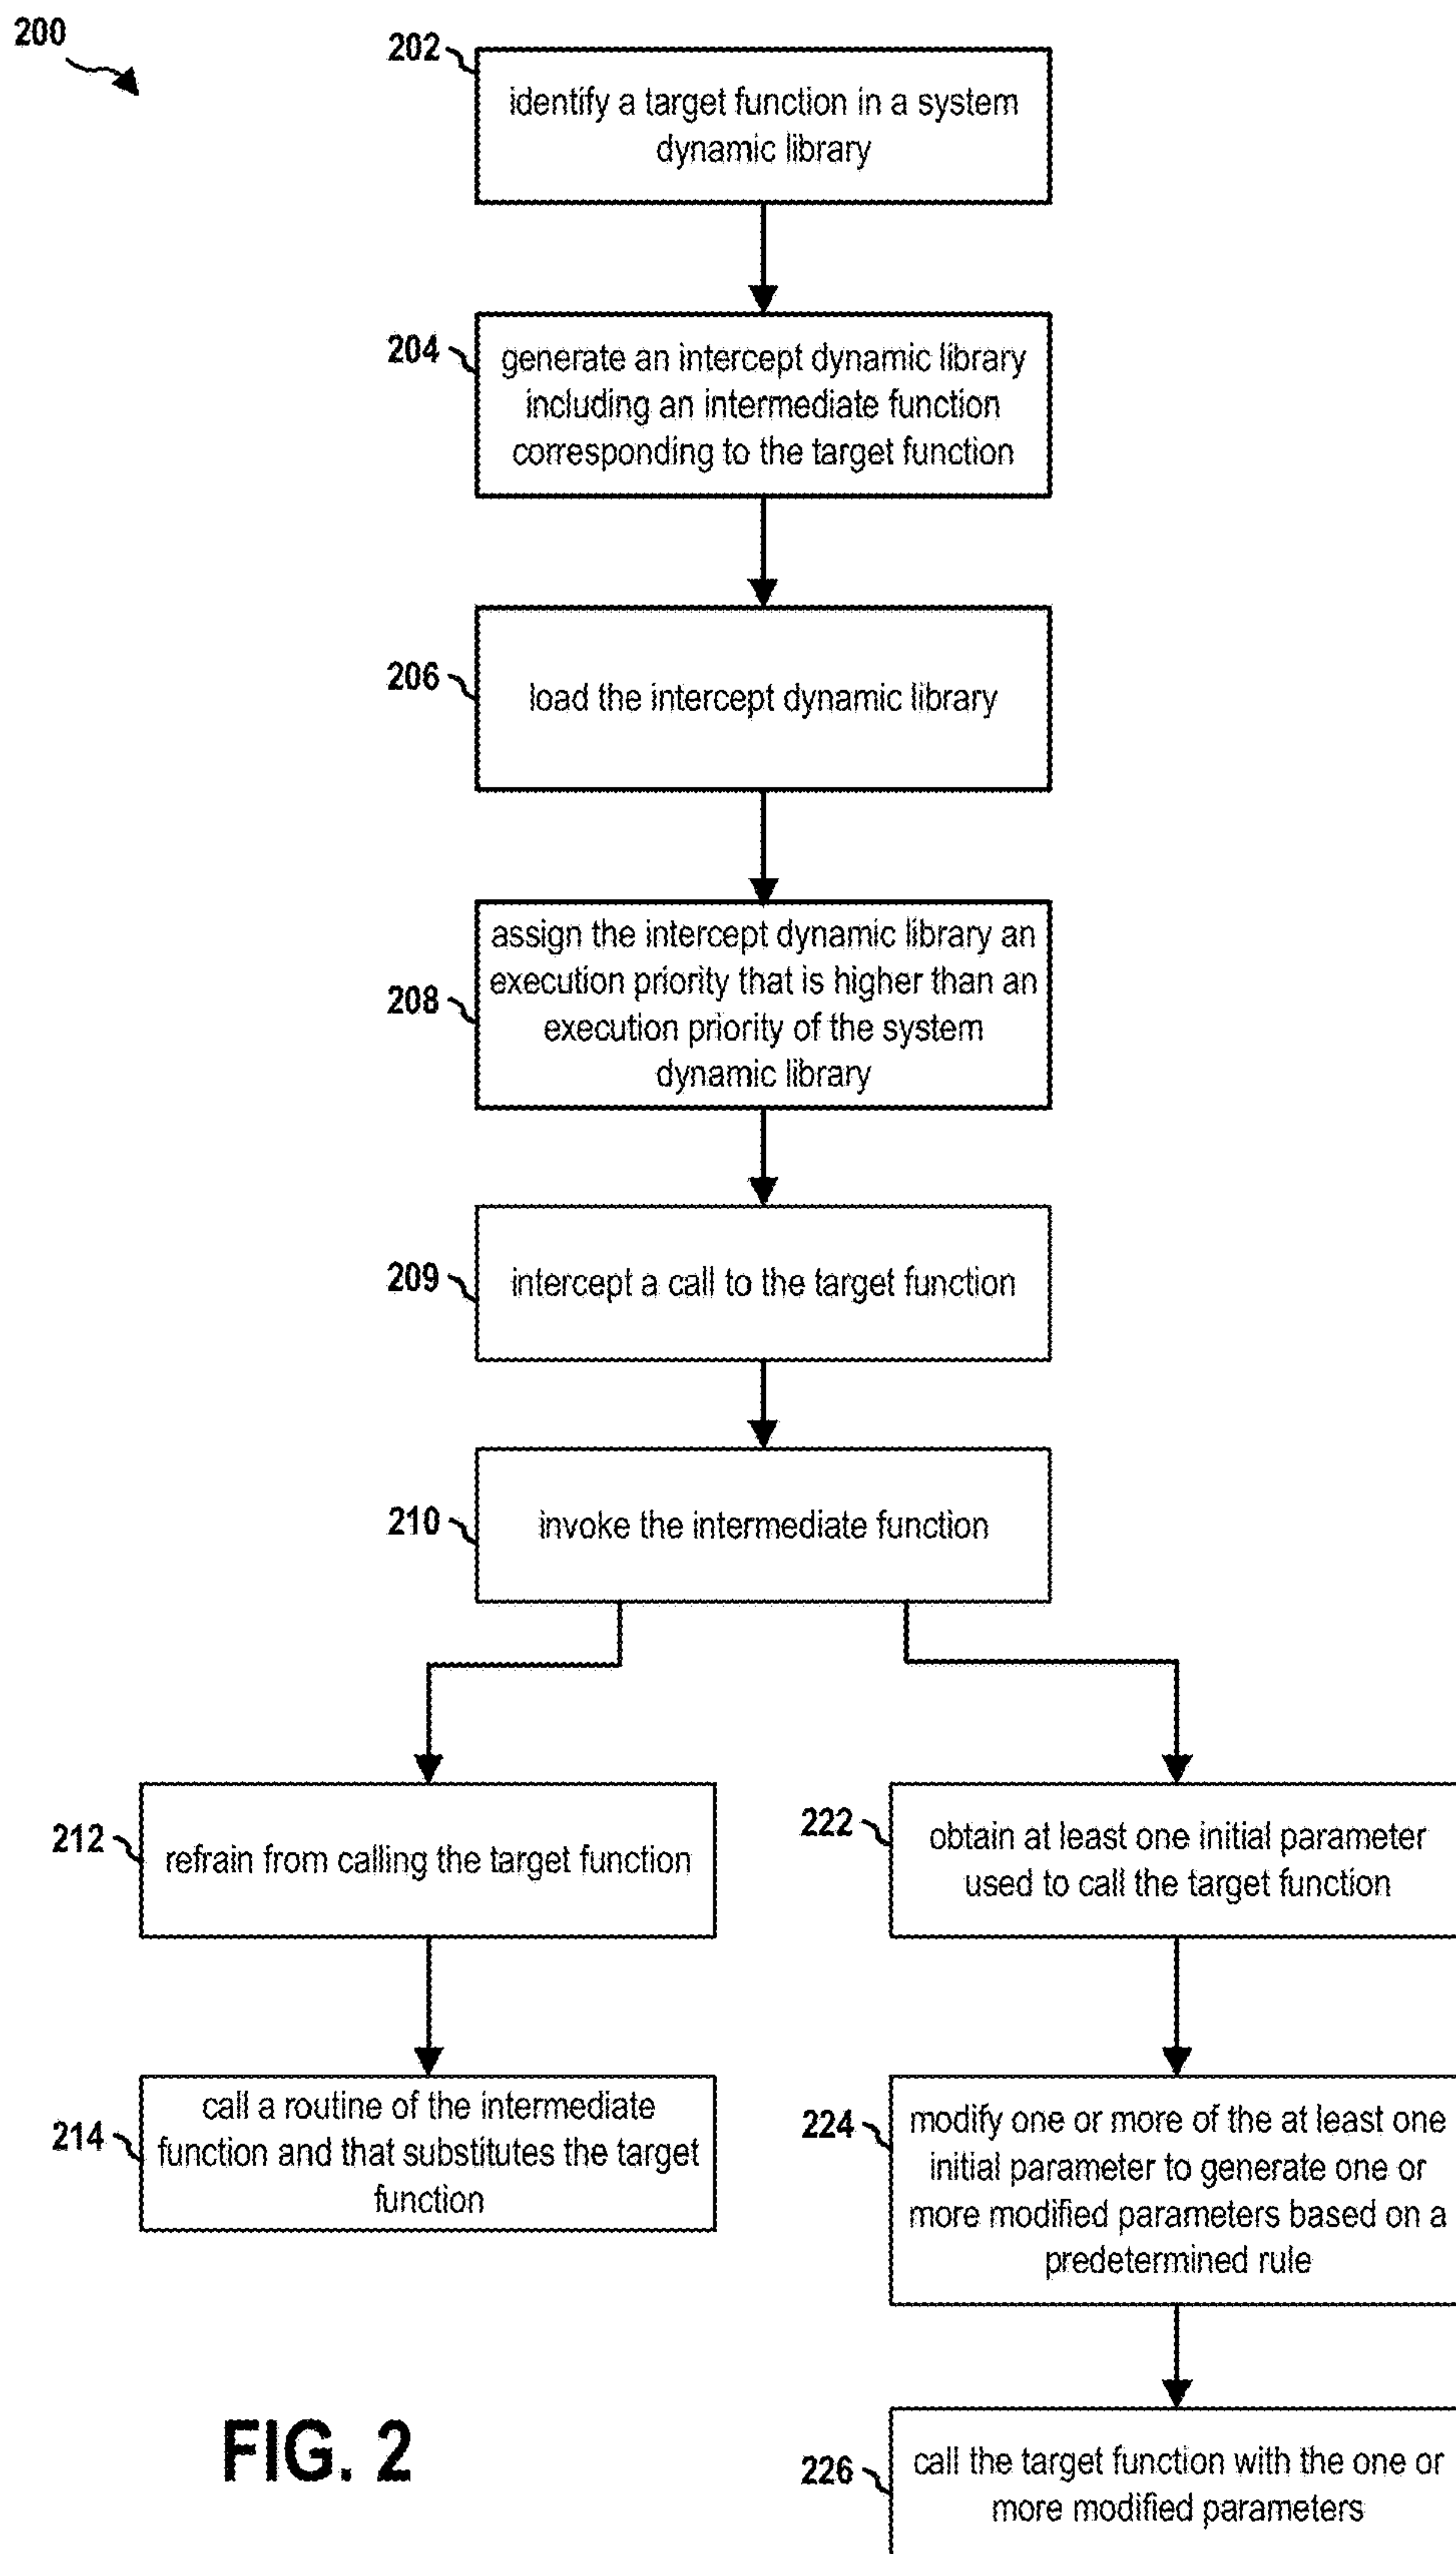 200
202
identify a target function in a system
dynamic library
204
generate an intercept dynamic library
including an intermediate function
corresponding to the target function
206
load the intercept dynamic library
208
assign the intercept dynamic library an
execution priority that is higher than an
execution priority of the system
dynamic library
209
intercept a call to the target function
210
invoke the intermediate function
212
refrain from calling the target function
214
call a routine of the intermediate
function and that substitutes the target
function
222
obtain at least one initial parameter
used to call the target function
224
modify one or more of the at least one
initial parameter to generate one or
more modified parameters based on a
predetermined rule
226
call the target function with the one or
more modified parameters
FIG. 2